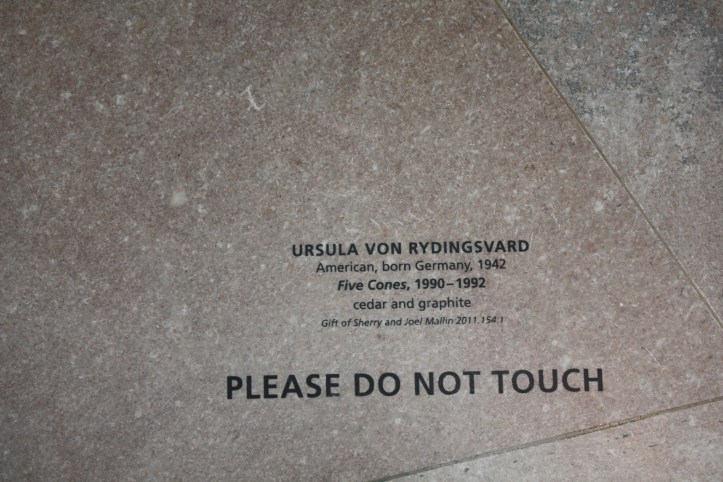 URSULA VON RYDINGSVARD
American, born Germany, 1942
Five Cones, 1990–1992
cedar and graphite
Gift of Sherry and Joel Mallin 2011.154.1
PLEASE DO NOT TOUCH